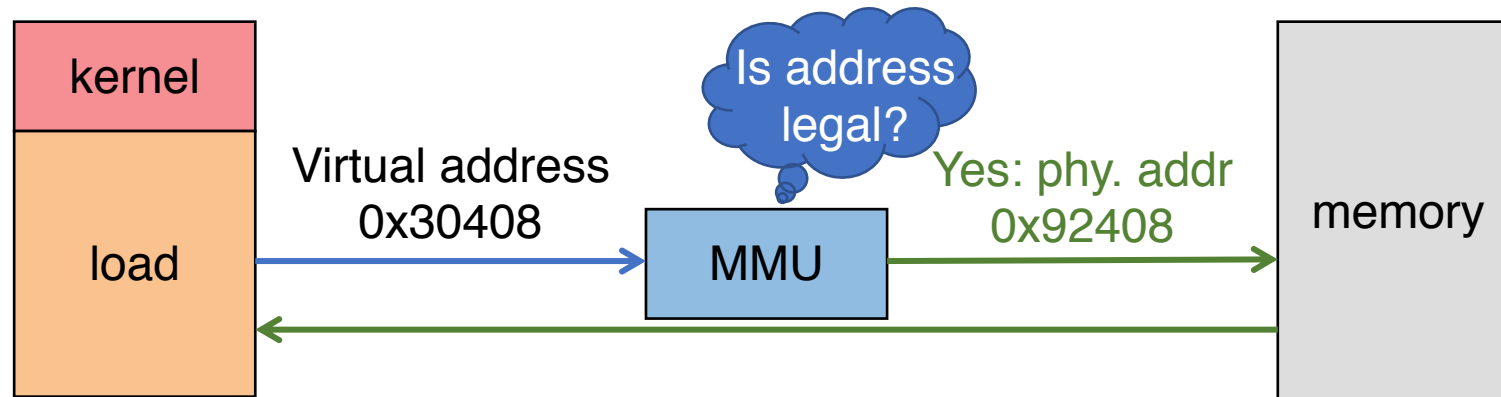 kernel
load
Virtual address
0x30408
Is address
legal?
MMU
Yes: phy. addr
0x92408
memory